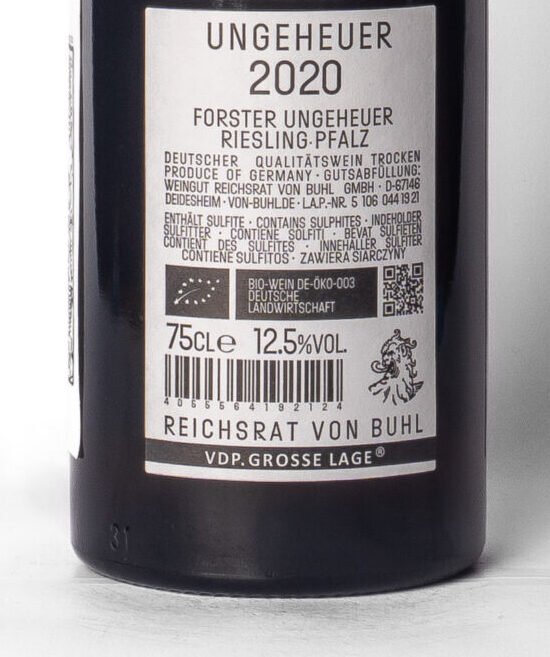 UNGEHEUER
2020
FORSTER UNGEHEUER
RIESLING·PFALZ
DEUTSCHER QUALITÄTSWEIN TROCKEN
PRODUCE OF GERMANY · GUTSABFÜLLUNG:
WEINGUT REICHSRAT VON BUHL GMBH · D-67146
DEIDESHEIM · VON-BUHL.DE · L.A.P.-NR. 5 106 044 19 21
ENTHÄLT SULFITE · CONTAINS SULPHITES · INDEHOLDER
SULFITTER · CONTIENE SOLFITI · BEVAT SULFIETEN
CONTIENT DES SULFITES · INNEHÅLLER SULFITER
CONTIENE SULFITOS · ZAWIERA SIARCZYNY
BIO-WEIN DE-ÖKO-003
DEUTSCHE
LANDWIRTSCHAFT
75CL℮ 12.5%VOL.
4055564192124
REICHSRAT VON BUHL
VDP.GROSSE LAGE®
31